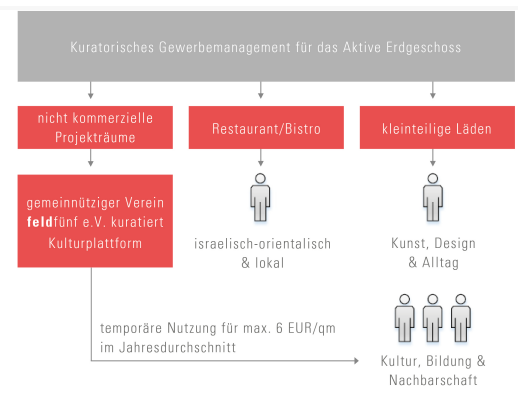 Kuratorisches Gewerbemanagement für das Aktive Erdgeschoss
nicht kommerzielle
Projekträume
Restaurant/Bistro
kleinteilige Läden
gemeinnütziger Verein
feldfünf e.V. kuratiert
Kulturplattform
israelisch-orientalisch
& lokal
Kunst, Design
& Alltag
temporäre Nutzung für max. 6 EUR/qm
im Jahresdurchschnitt
Kultur, Bildung &
Nachbarschaft